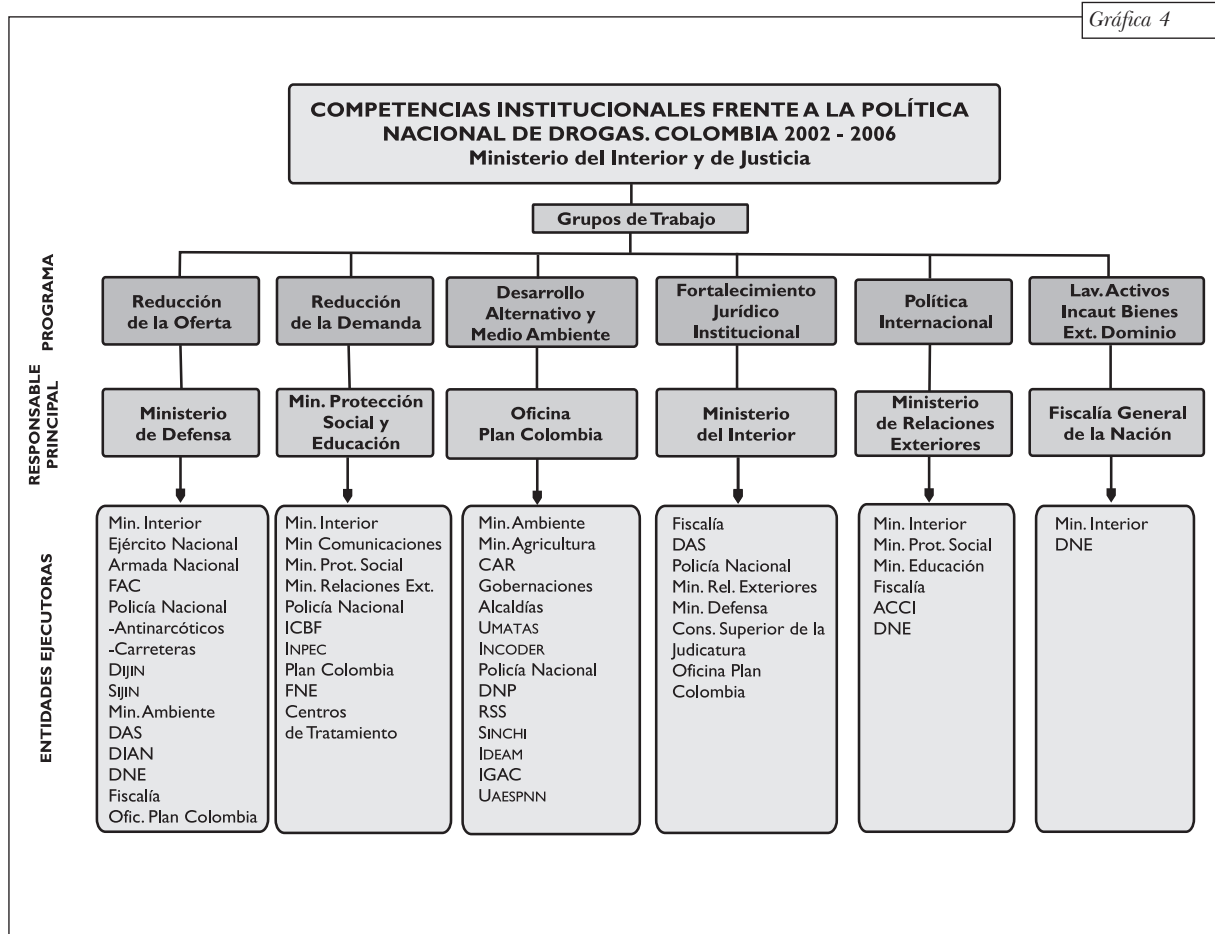 Gráfica 4
COMPETENCIAS INSTITUCIONALES FRENTE A LA POLÍTICA
NACIONAL DE DROGAS. COLOMBIA 2002 - 2006
Ministerio del Interior y de Justicia
Grupos de Trabajo
PROGRAMA
Reducción
de la Oferta
Reducción
de la Demanda
Desarrollo
Alternativo y
Medio Ambiente
Fortalecimiento
Jurídico
Institucional
Política
Internacional
Lav. Activos
Incaut Bienes
Ext. Dominio
RESPONSABLE
PRINCIPAL
Ministerio
de Defensa
Min. Protección
Social y
Educación
Oficina
Plan Colombia
Ministerio
del Interior
Ministerio
de Relaciones
Exteriores
Fiscalía General
de la Nación
ENTIDADES EJECUTORAS
Min. Interior
Ejército Nacional
Armada Nacional
FAC
Policía Nacional
-Antinarcóticos
-Carreteras
DIJIN
SIJIN
Min. Ambiente
DAS
DIAN
DNE
Fiscalía
Ofic. Plan Colombia
Min. Interior
Min Comunicaciones
Min. Prot. Social
Min. Relaciones Ext.
Policía Nacional
ICBF
INPEC
Plan Colombia
FNE
Centros
de Tratamiento
Min. Ambiente
Min. Agricultura
CAR
Gobernaciones
Alcaldías
UMATAS
INCODER
Policía Nacional
DNP
RSS
SINCHI
IDEAM
IGAC
UAESPNN
Fiscalía
DAS
Policía Nacional
Min. Rel. Exteriores
Min. Defensa
Cons. Superior de la
Judicatura
Oficina Plan
Colombia
Min. Interior
Min. Prot. Social
Min. Educación
Fiscalía
ACCI
DNE
Min. Interior
DNE